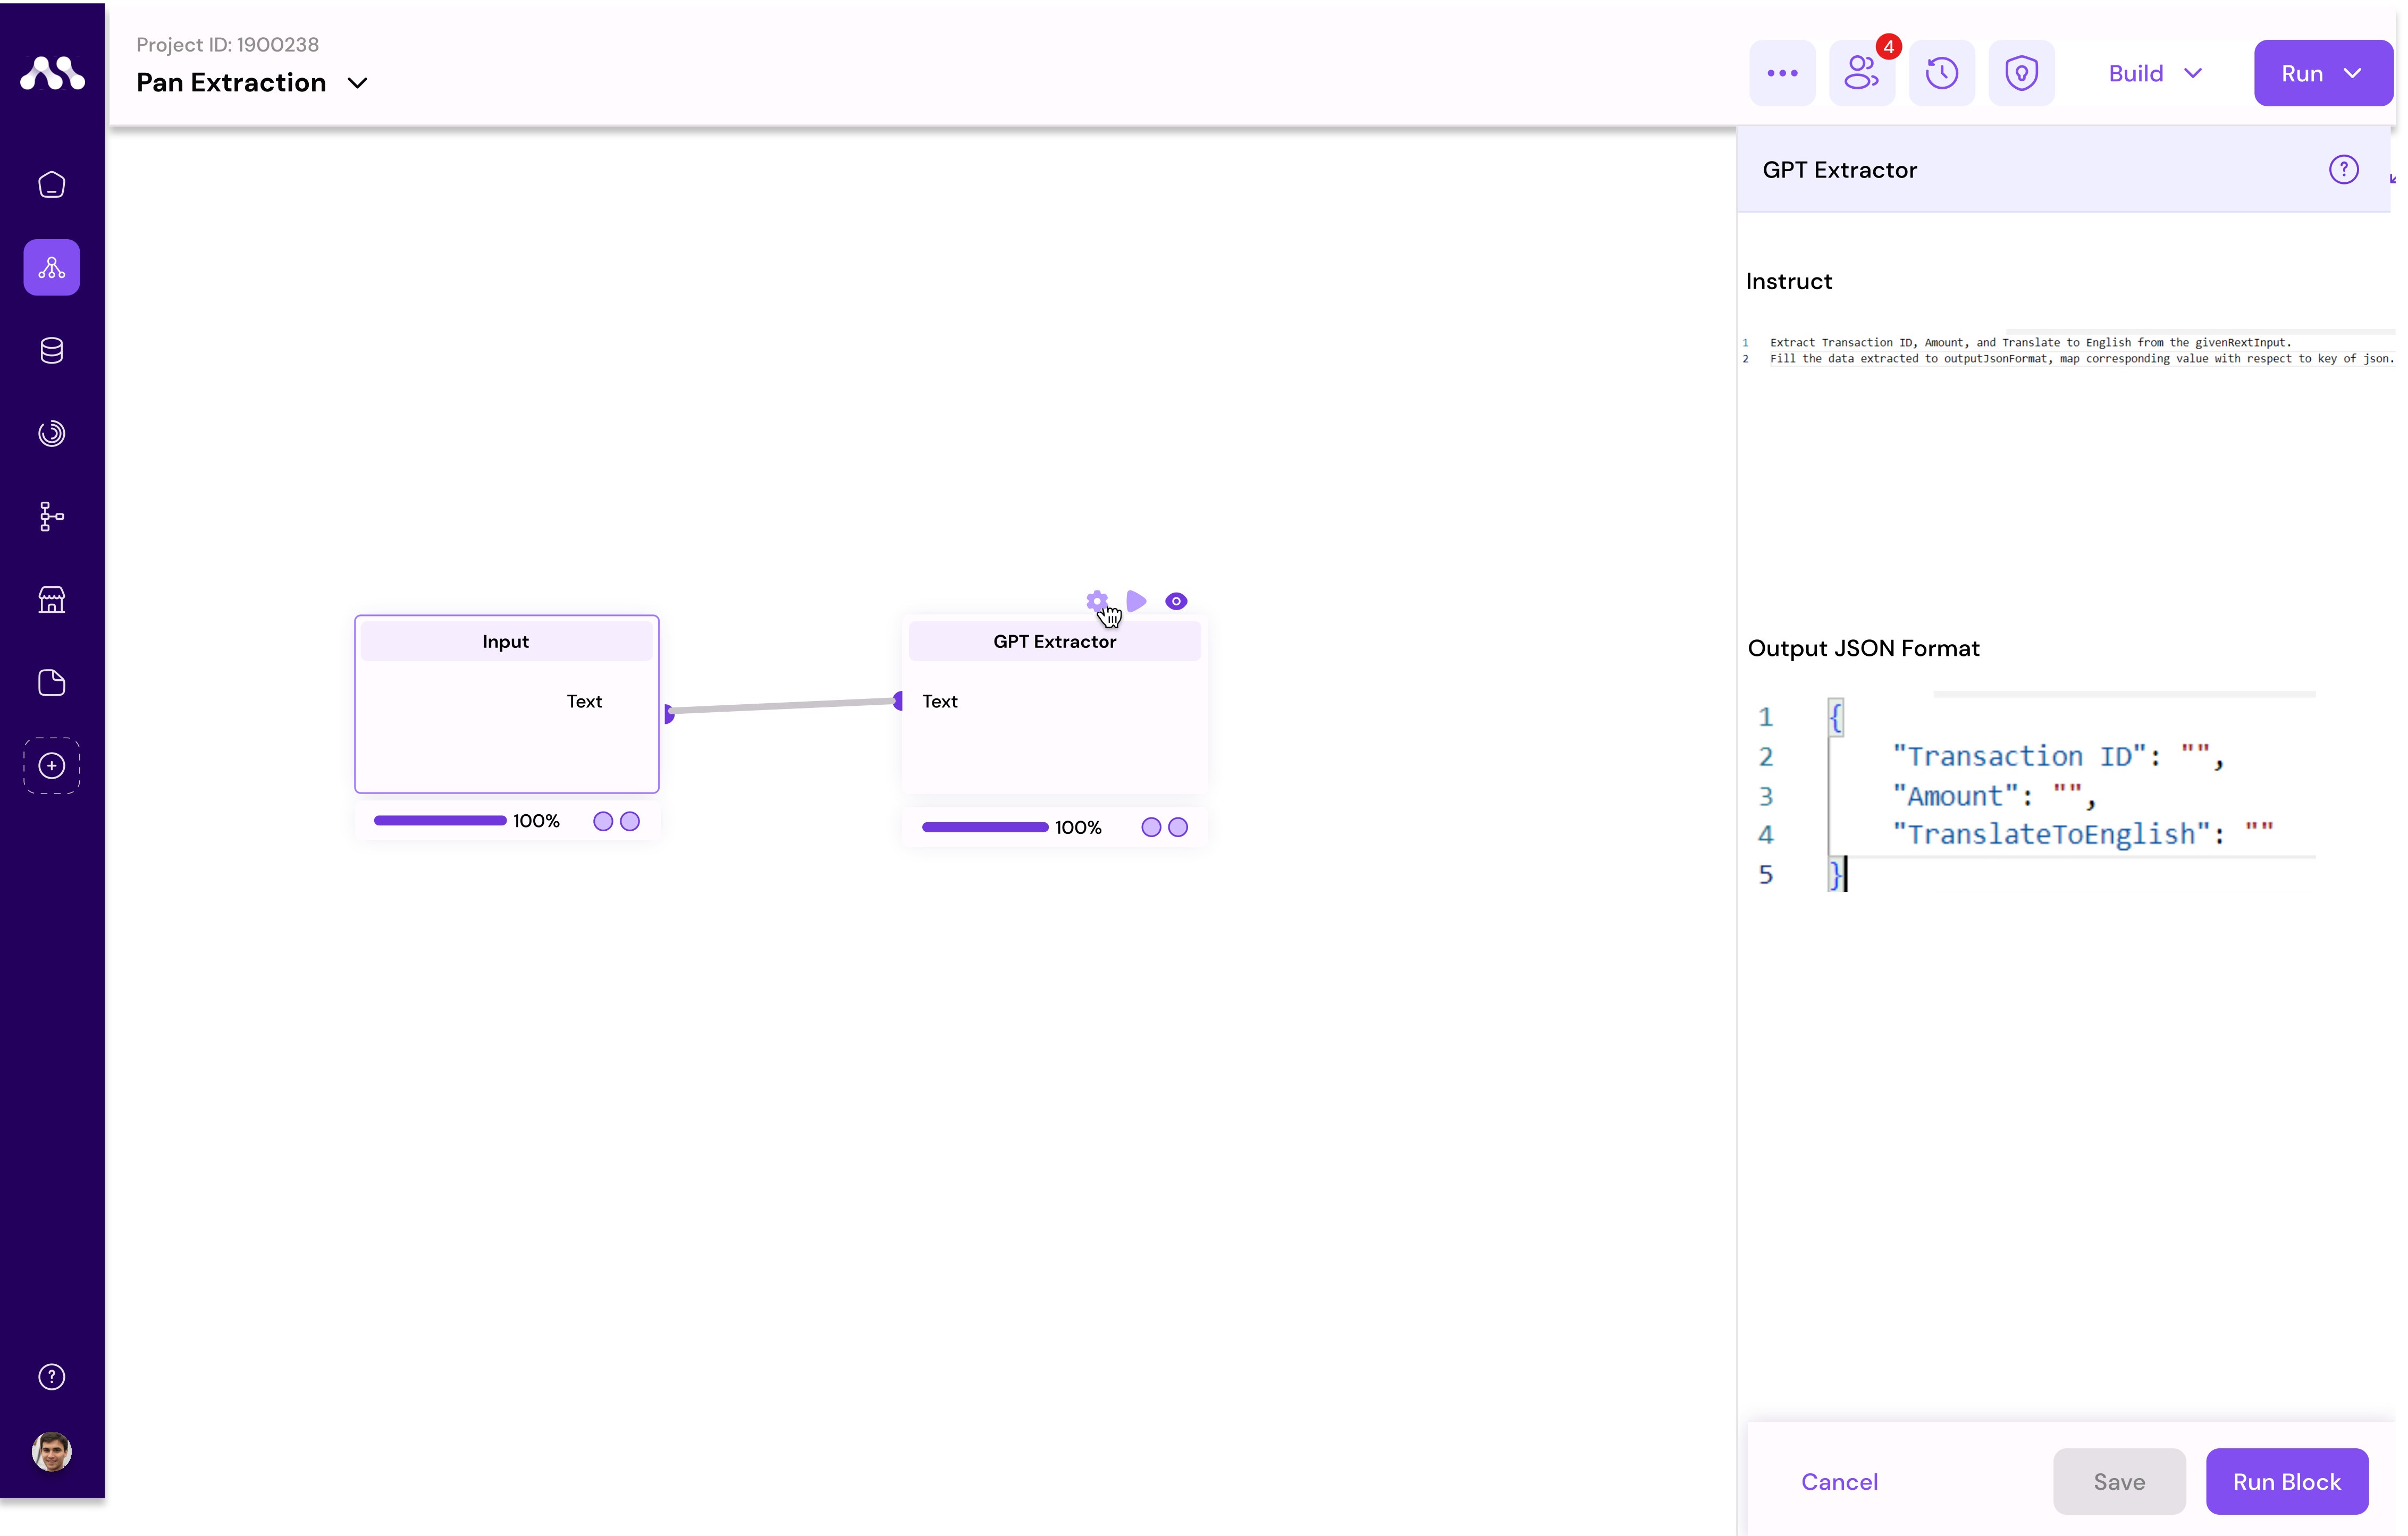 Project ID: 1900238
Pan Extraction
4
Build
Run
GPT Extractor
?
Instruct
1 Extract Transaction ID, Amount, and Translate to English from the givenRextInput.
2 Fill the data extracted to outputJsonFormat, map corresponding value with respect to key of json.
Input
Text
100%
GPT Extractor
Text
100%
Output JSON Format
1 {
2 "Transaction ID": "",
3 "Amount": "",
4 "TranslateToEnglish": ""
5 }
?
Cancel
Save
Run Block